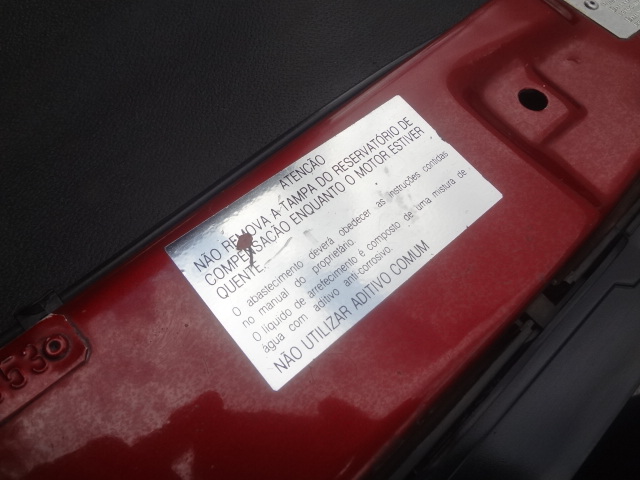 ATENÇÃO
NÃO REMOVA A TAMPA DO RESERVATÓRIO DE
COMPENSAÇÃO ENQUANTO O MOTOR ESTIVER
QUENTE.
O abastecimento deverá obedecer as instruções contidas
no manual do proprietário.
O líquido de arrefecimento é composto de uma mistura de
água com aditivo anti-corrosivo.
NÃO UTILIZAR ADITIVO COMUM
530